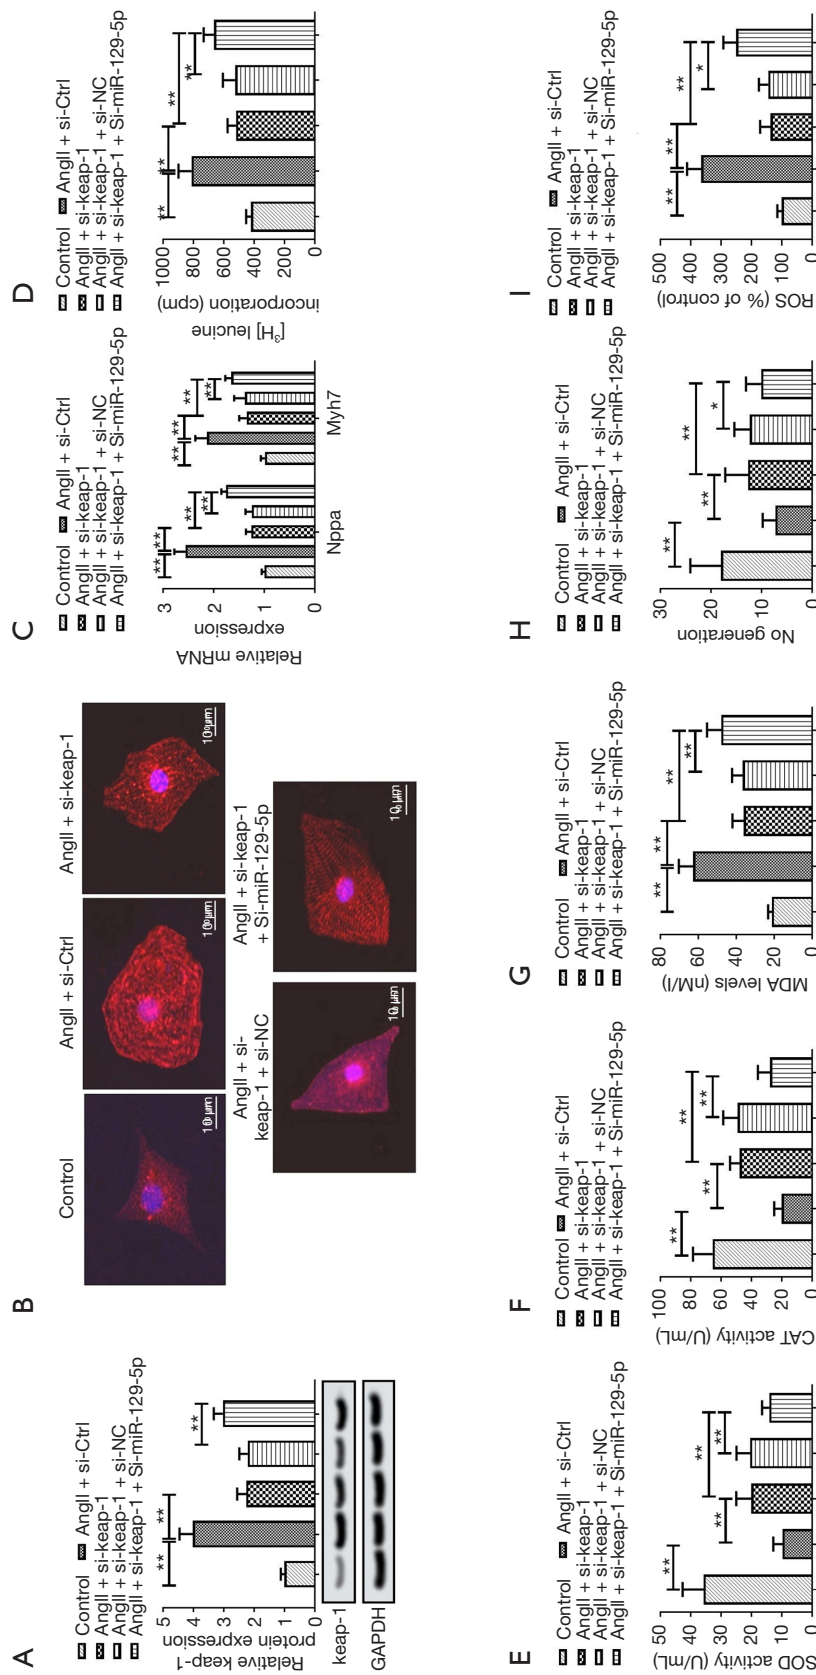 A
Control AngII + si-Ctrl
AngII + si-keap-1
AngII + si-keap-1 + si-NC
AngII + si-keap-1 + Si-miR-129-5p
Relative keap-1
protein expression
5
4
3
2
1
0
** ** **
keap-1
GAPDH
B
Control
AngII + si-Ctrl
AngII + si-keap-1
AngII + si-
keap-1 + si-NC
AngII + si-keap-1
+ Si-miR-129-5p
10 μm
10 μm
10 μm
10 μm
10 μm
C
Control AngII + si-Ctrl
AngII + si-keap-1
AngII + si-keap-1 + si-NC
AngII + si-keap-1 + Si-miR-129-5p
Relative mRNA
expression
3
2
1
0
** ** ** **
** ** ** **
Nppa
Myh7
D
Control AngII + si-Ctrl
AngII + si-keap-1
AngII + si-keap-1 + si-NC
AngII + si-keap-1 + Si-miR-129-5p
[³H] leucine
incorporation (cpm)
1000
800
600
400
200
0
** ** ** **
E
Control AngII + si-Ctrl
AngII + si-keap-1
AngII + si-keap-1 + si-NC
AngII + si-keap-1 + Si-miR-129-5p
SOD activity (U/mL)
50
40
30
20
10
0
** ** ** **
F
Control AngII + si-Ctrl
AngII + si-keap-1
AngII + si-keap-1 + si-NC
AngII + si-keap-1 + Si-miR-129-5p
CAT activity (U/mL)
100
80
60
40
20
0
** ** ** **
G
Control AngII + si-Ctrl
AngII + si-keap-1
AngII + si-keap-1 + si-NC
AngII + si-keap-1 + Si-miR-129-5p
MDA levels (nM/l)
80
60
40
20
0
** ** ** **
H
Control AngII + si-Ctrl
AngII + si-keap-1
AngII + si-keap-1 + si-NC
AngII + si-keap-1 + Si-miR-129-5p
No generation
30
20
10
0
** ** ** *
I
Control AngII + si-Ctrl
AngII + si-keap-1
AngII + si-keap-1 + si-NC
AngII + si-keap-1 + Si-miR-129-5p
ROS (% of control)
500
400
300
200
100
0
** ** ** *